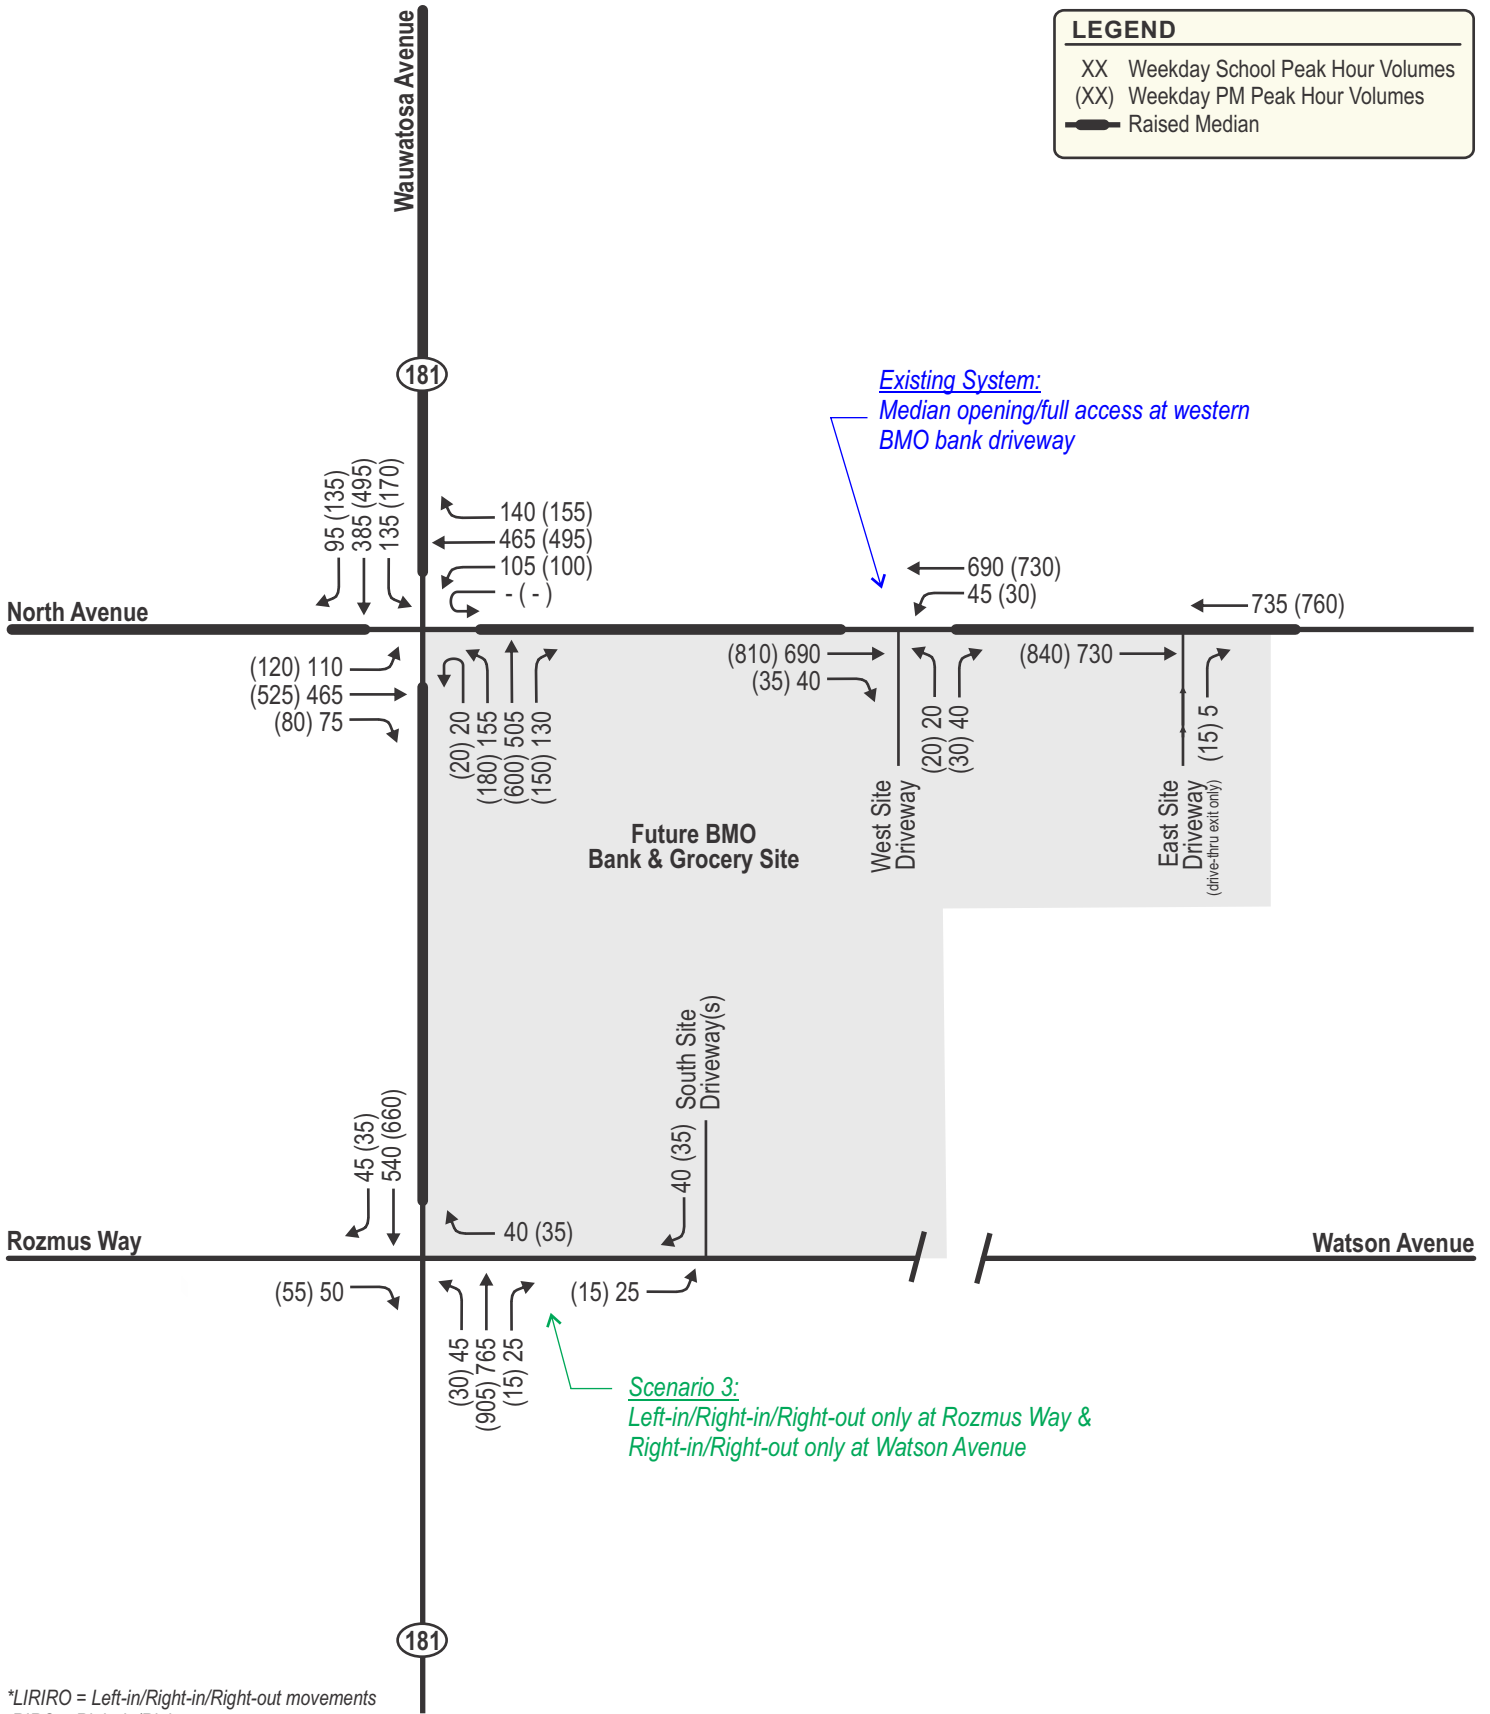 Wauwatosa Avenue
LEGEND
XX Weekday School Peak Hour Volumes
(XX) Weekday PM Peak Hour Volumes
Raised Median
181
Existing System:
Median opening/full access at western
BMO bank driveway
95 (135)
385 (495)
135 (170)
140 (155)
465 (495)
105 (100)
- ( - )
690 (730)
45 (30)
735 (760)
North Avenue
(120) 110
(525) 465
(80) 75
(20) 20
(180) 155
(600) 505
(150) 130
(810) 690
(35) 40
(20) 20
(30) 40
(840) 730
(15) 5
West Site
Driveway
East Site
Driveway
(drive-thru exit only)
Future BMO
Bank & Grocery Site
South Site
Driveway(s)
45 (35)
540 (660)
40 (35)
40 (35)
Rozmus Way
Watson Avenue
(55) 50
(30) 45
(905) 765
(15) 25
(15) 25
Scenario 3:
Left-in/Right-in/Right-out only at Rozmus Way &
Right-in/Right-out only at Watson Avenue
181
*LIRIRO = Left-in/Right-in/Right-out movements